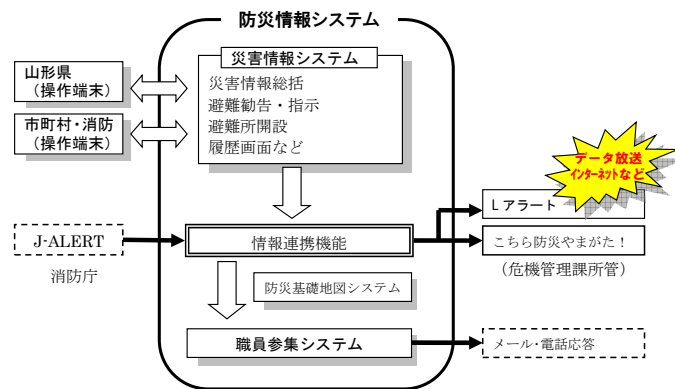 防災情報システム
災害情報システム
山形県
（操作端末）
災害情報総括
避難勧告・指示
避難所開設
履歴画面など
市町村・消防
（操作端末）
データ放送
インターネットなど
Ｌアラート
J-ALERT
情報連携機能
こちら防災やまがた！
消防庁
（危機管理課所管）
防災基礎地図システム
職員参集システム
メール・電話応答